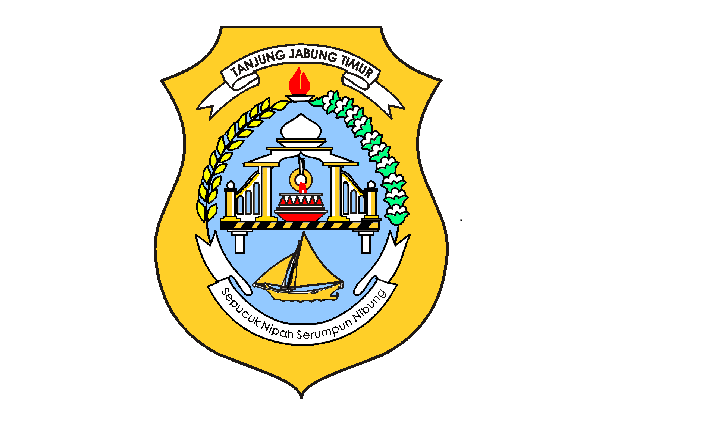 TANJUNG JABUNG TIMUR
Sepucuk Nipah Serumpun Nibung